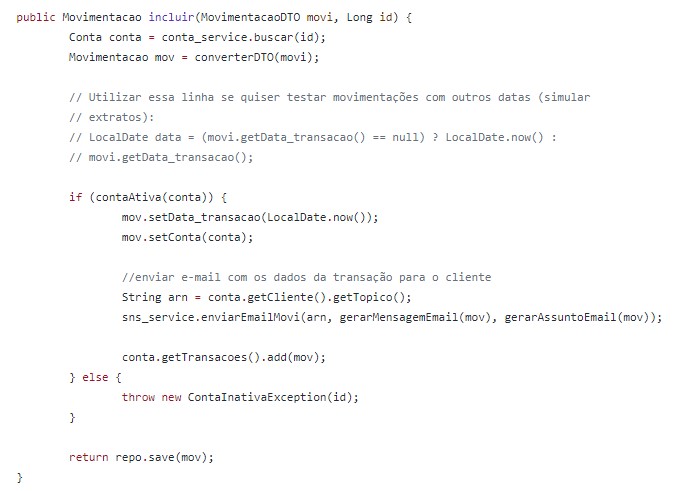 public Movimentacao incluir(MovimentacaoDTO movi, Long id) {
Conta conta = conta_service.buscar(id);
Movimentacao mov = converterDTO(movi);
// Utilizar essa linha se quiser testar movimentações com outros datas (simular
// extratos):
// LocalDate data = (movi.getData_transacao() == null) ? LocalDate.now() :
// movi.getData_transacao();
if (contaAtiva(conta)) {
mov.setData_transacao(LocalDate.now());
mov.setConta(conta);
//enviar e-mail com os dados da transação para o cliente
String arn = conta.getCliente().getTopico();
sns_service.enviarEmailMovi(arn, gerarMensagemEmail(mov), gerarAssuntoEmail(mov));
conta.getTransacoes().add(mov);
} else {
throw new ContaInativaException(id);
}
return repo.save(mov);
}